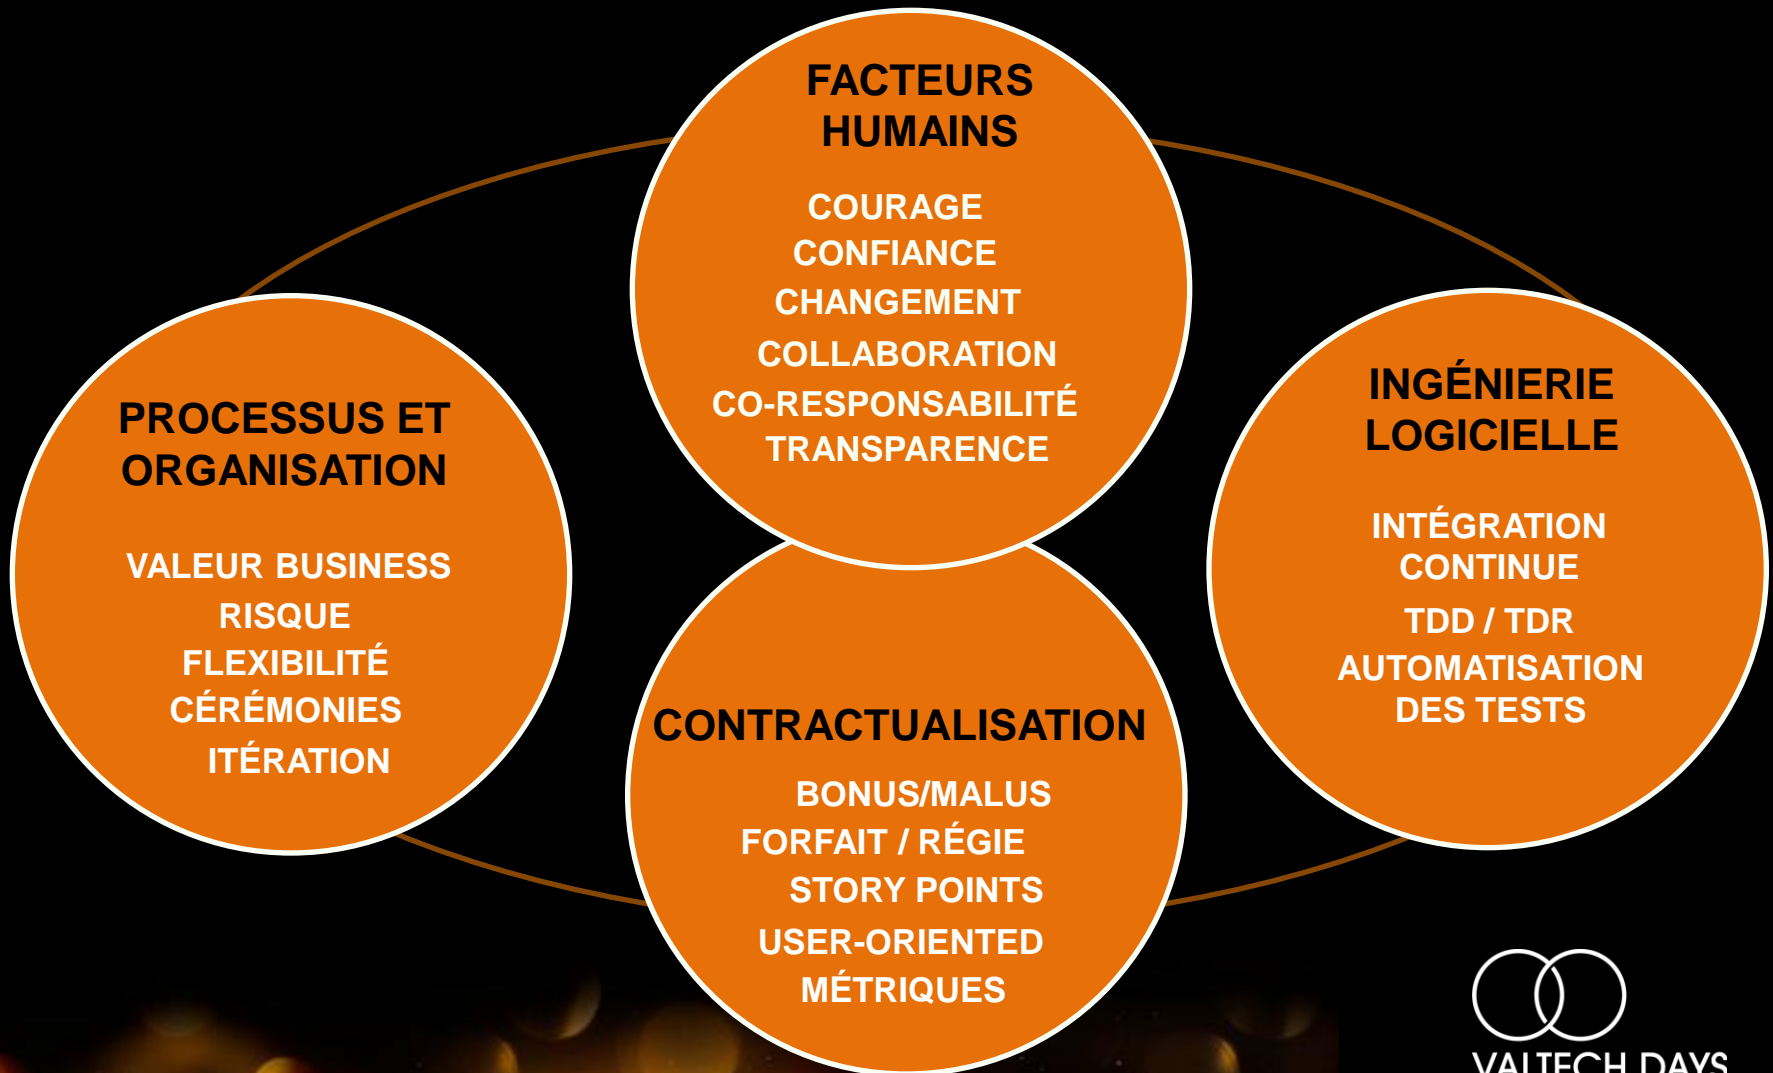 FACTEURS
HUMAINS
COURAGE
CONFIANCE
CHANGEMENT
COLLABORATION
CO-RESPONSABILITÉ
TRANSPARENCE
PROCESSUS ET
ORGANISATION
VALEUR BUSINESS
RISQUE
FLEXIBILITÉ
CÉRÉMONIES
ITÉRATION
INGÉNIERIE
LOGICIELLE
INTÉGRATION
CONTINUE
TDD / TDR
AUTOMATISATION
DES TESTS
CONTRACTUALISATION
BONUS/MALUS
FORFAIT / RÉGIE
STORY POINTS
USER-ORIENTED
MÉTRIQUES
VALTECH DAYS